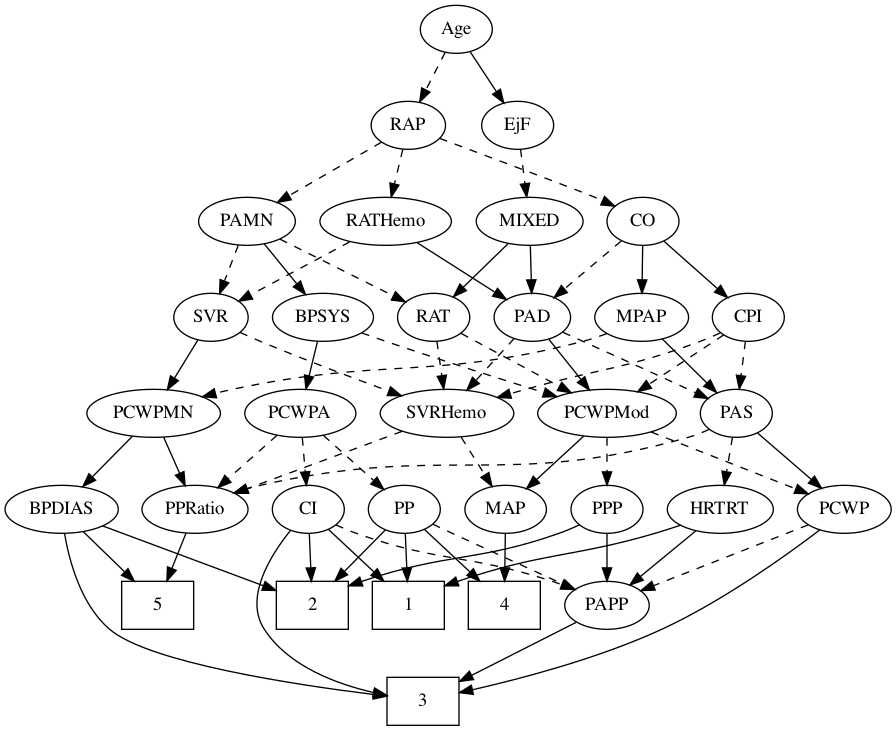 Age
RAP
EjF
PAMN
RATHemo
MIXED
CO
SVR
BPSYS
RAT
PAD
MPAP
CPI
PCWPMN
PCWPA
SVRHemo
PCWPMod
PAS
BPDIAS
PPRatio
CI
PP
MAP
PPP
HRTRT
PCWP
5
2
1
4
PAPP
3